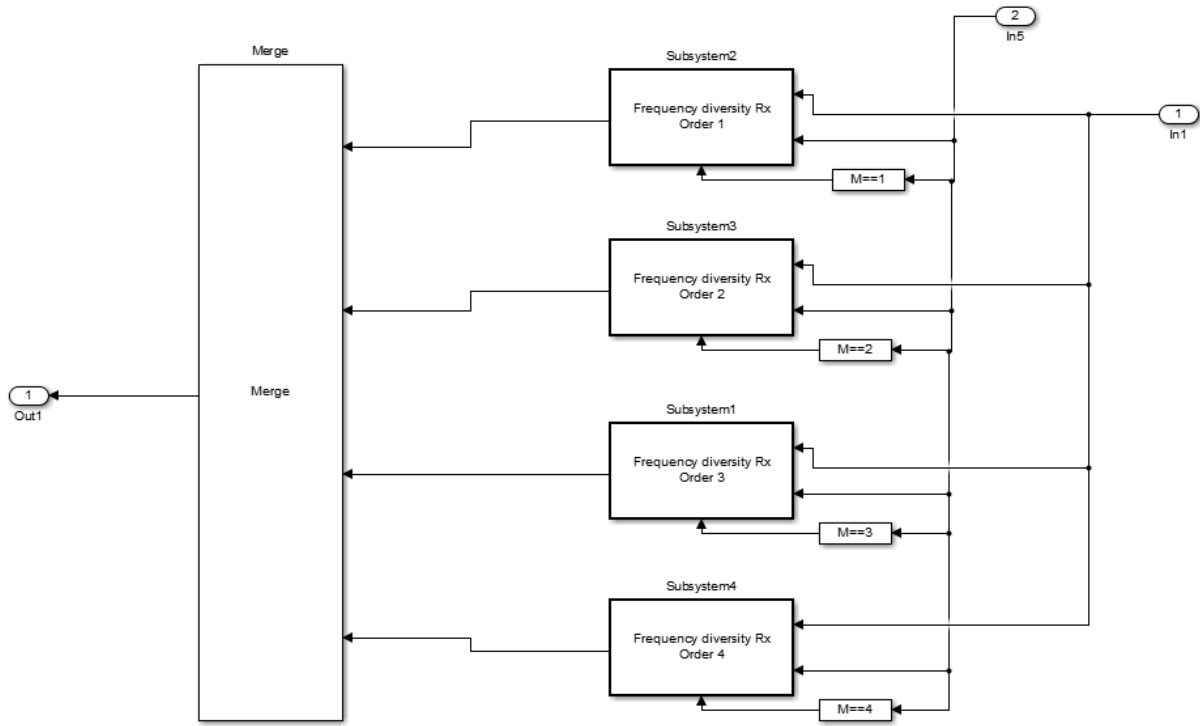 2
In5
Merge
Subsystem2
Frequency diversity Rx
Order 1
1
In1
M==1
Subsystem3
Frequency diversity Rx
Order 2
M==2
Merge
1
Out1
Subsystem1
Frequency diversity Rx
Order 3
M==3
Subsystem4
Frequency diversity Rx
Order 4
M==4